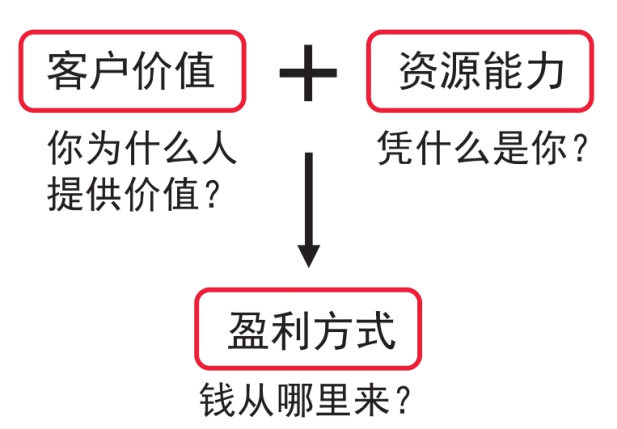 客户价值
+
资源能力
你为什么人
提供价值？
凭什么是你？
盈利方式
钱从哪里来？